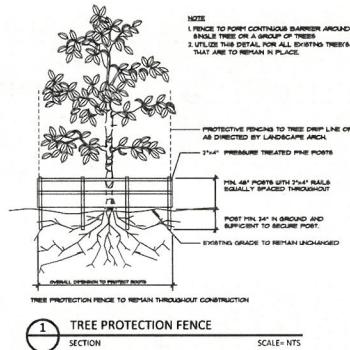 NOTE
1. FENCE TO FORM CONTINUOUS BARRIER AROUND
SINGLE TREE OR A GROUP OF TREES
2. UTILIZE THIS DETAIL FOR ALL EXISTING TREE(S
THAT ARE TO REMAIN IN PLACE.
PROTECTIVE FENCING TO TREE DRIP LINE OR
AS DIRECTED BY LANDSCAPE ARCH.
2"x4" PRESSURE TREATED PINE POSTS
MIN. 48" POSTS WITH 2"x4" RAILS
EQUALLY SPACED THROUGHOUT
POST MIN. 24" IN GROUND AND
SUFFICIENT TO SECURE POST.
EXISTING GRADE TO REMAIN UNCHANGED
OVERALL DIMENSION TO PROTECT ROOTS
TREE PROTECTION FENCE TO REMAIN THROUGHOUT CONSTRUCTION
1 TREE PROTECTION FENCE
SECTION SCALE= NTS